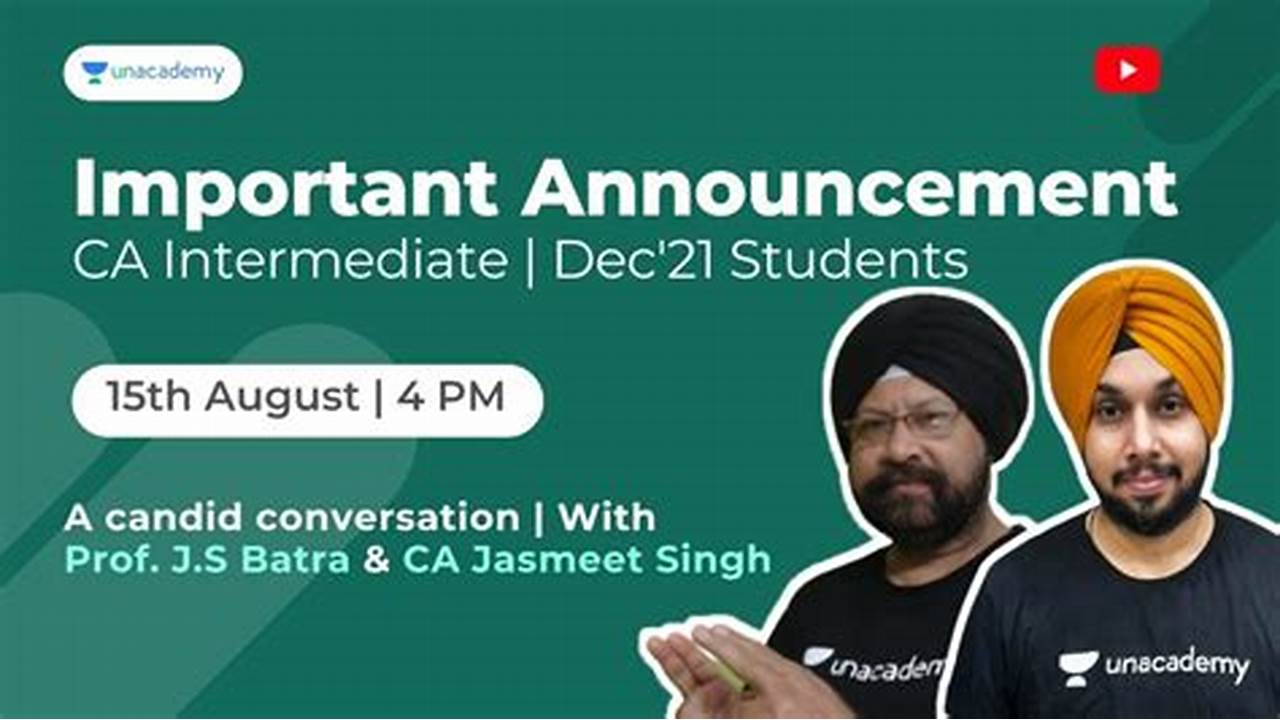 unacademy
Important Announcement
CA Intermediate | Dec'21 Students
15th August | 4 PM
A candid conversation | With
Prof. J.S Batra & CA Jasmeet Singh
unacadem
unacademy